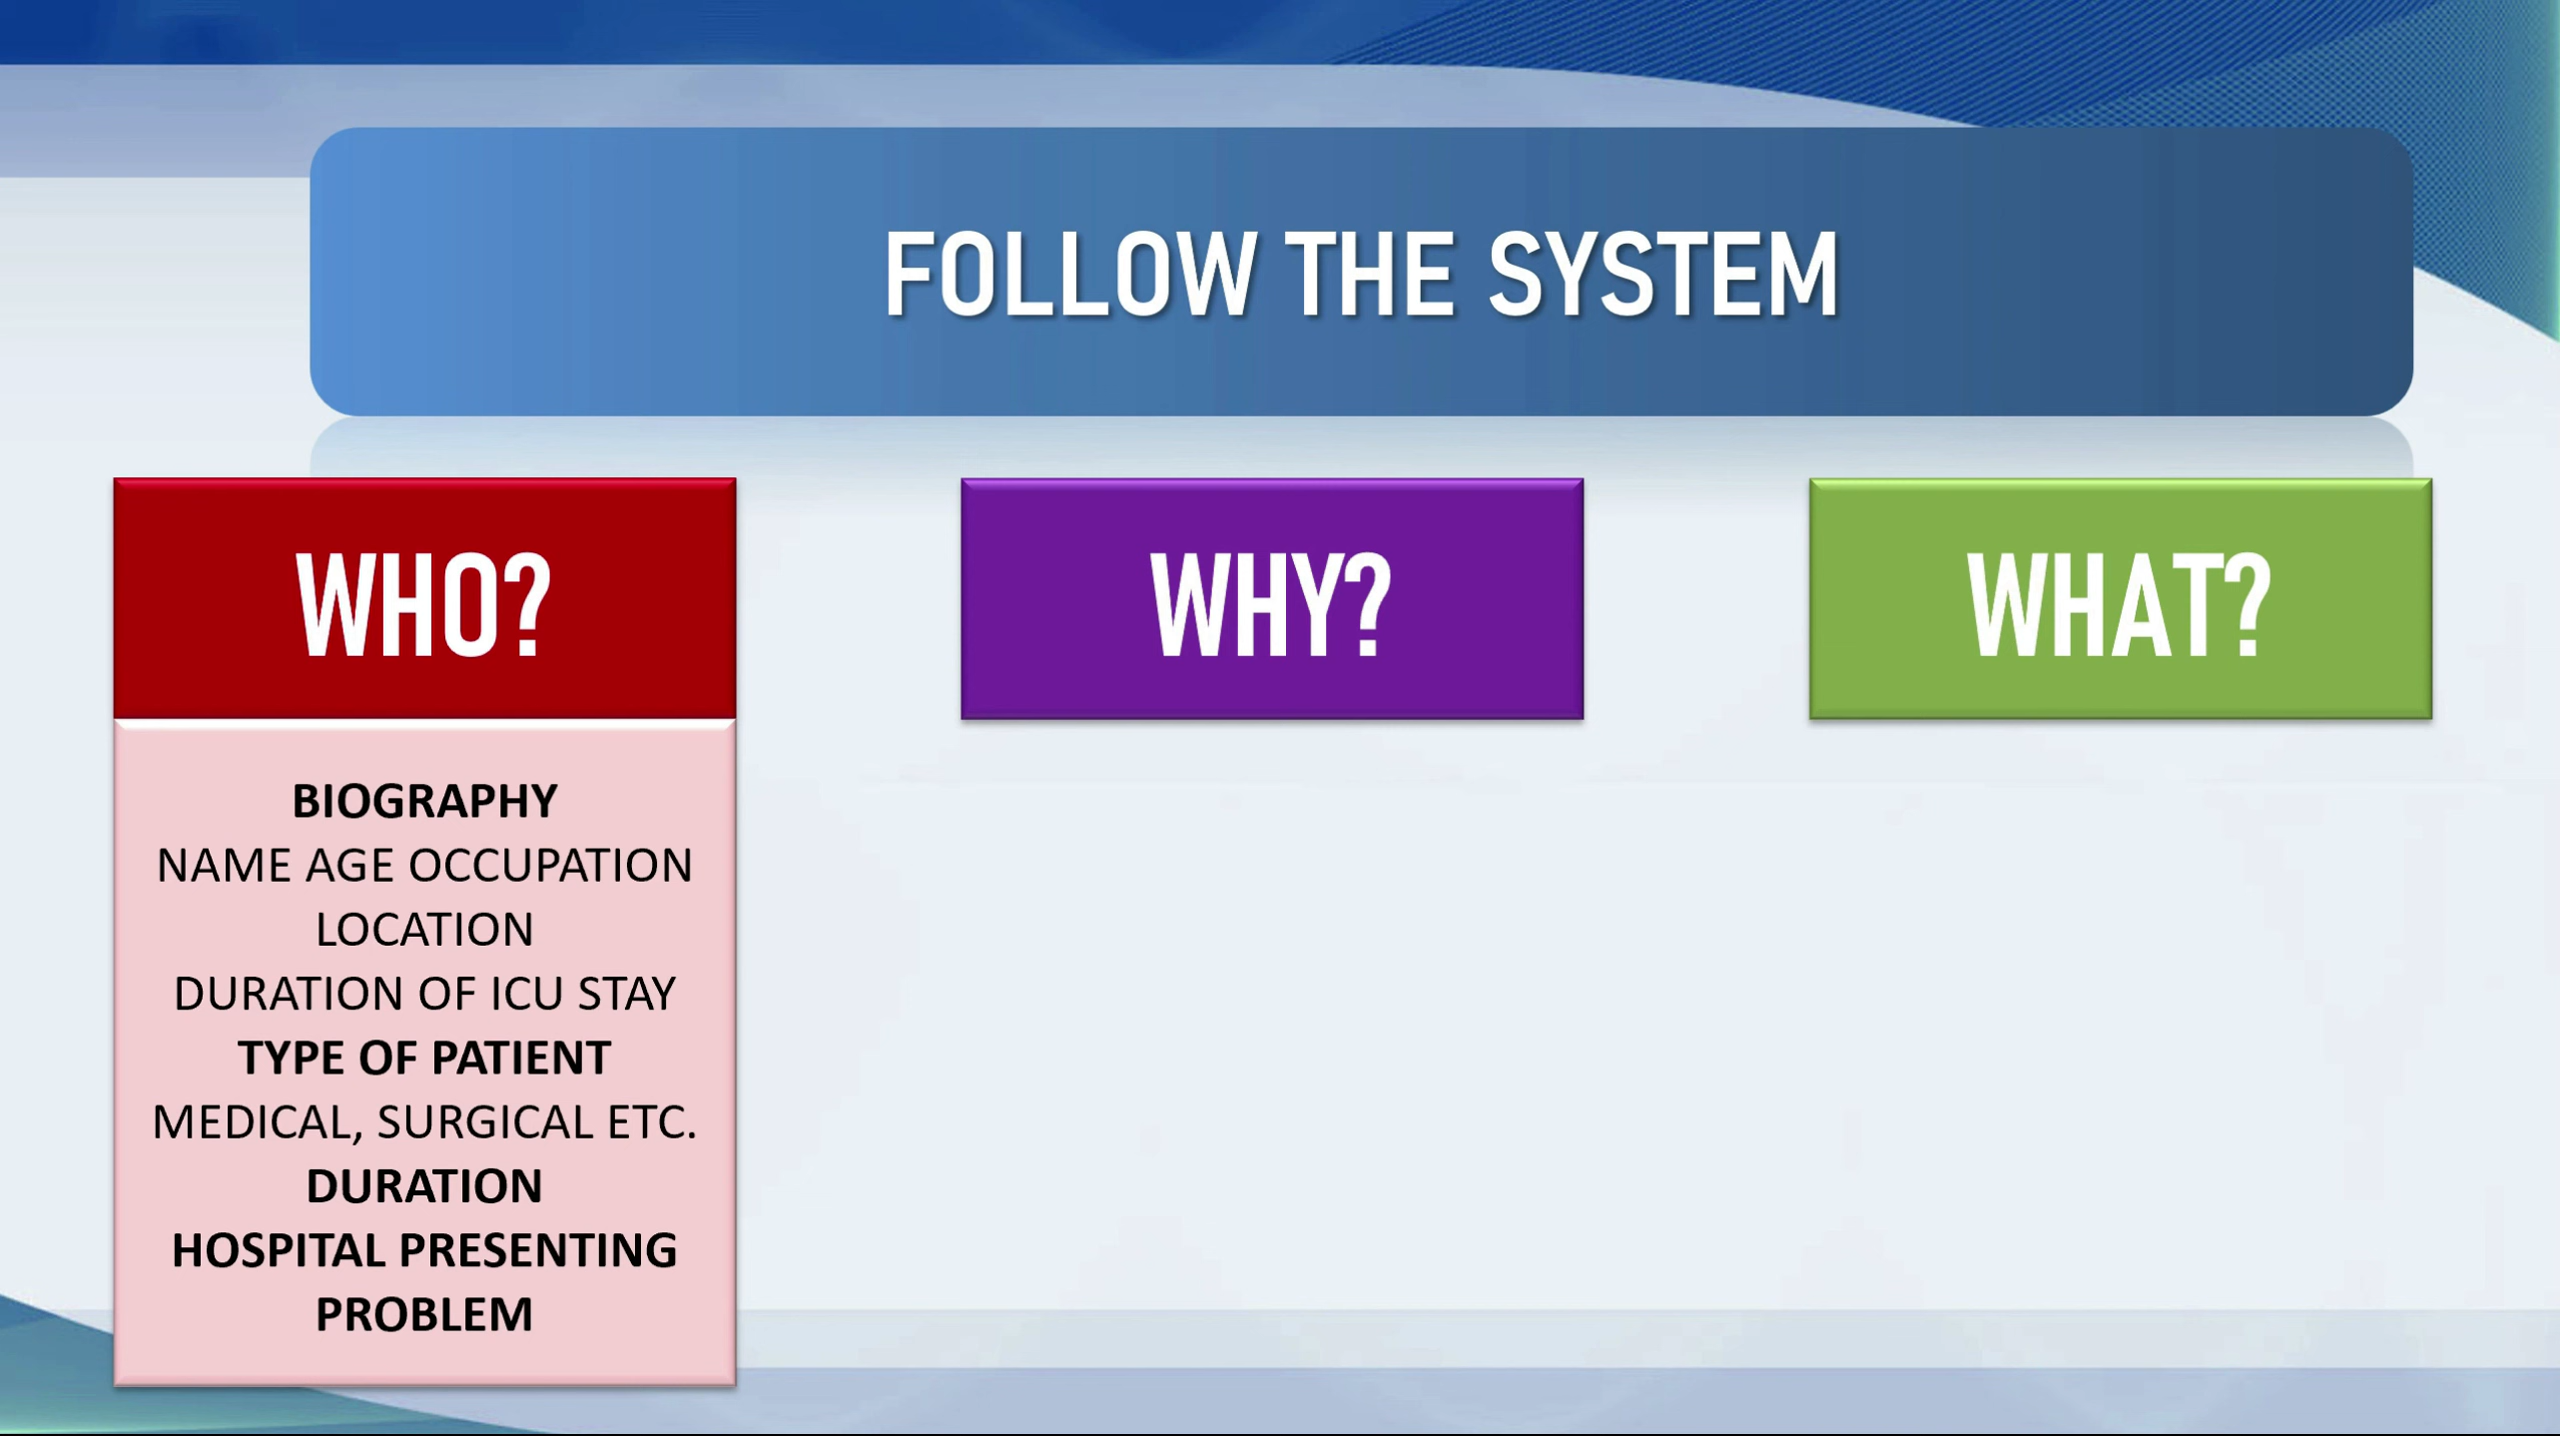 FOLLOW THE SYSTEM
WHO?
BIOGRAPHY
NAME AGE OCCUPATION
LOCATION
DURATION OF ICU STAY
TYPE OF PATIENT
MEDICAL, SURGICAL ETC.
DURATION
HOSPITAL PRESENTING
PROBLEM
WHY?
WHAT?